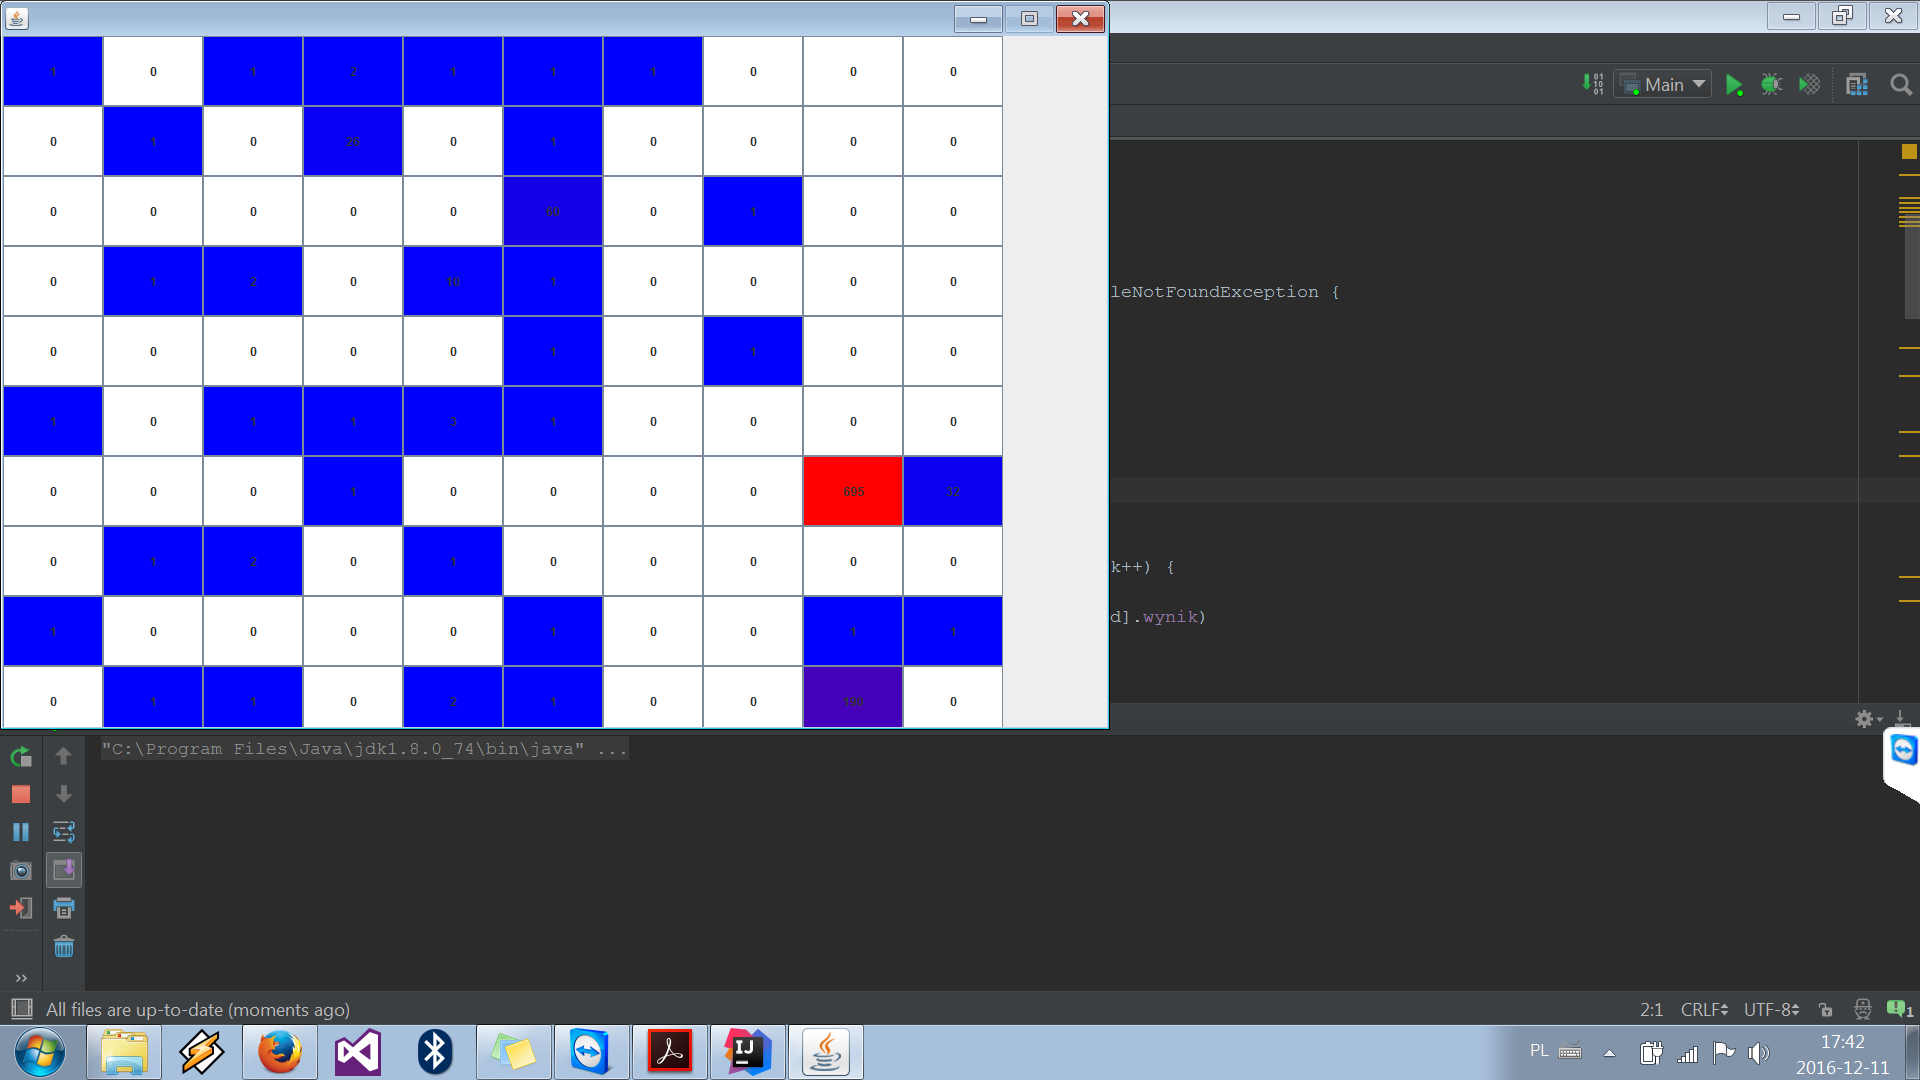 1 0 1 2 1 1 1 0 0 0
0 1 0 26 0 1 0 0 0 0
0 0 0 0 0 60 0 1 0 0
0 1 2 0 10 1 0 0 0 0
0 0 0 0 0 1 0 1 0 0
1 0 1 1 3 1 0 0 0 0
0 0 0 1 0 0 0 0 695 32
0 1 2 0 1 0 0 0 0 0
1 0 0 0 0 1 0 0 1 1
0 1 1 0 2 1 0 0 0
Main
leNotFoundException {
k++) {
d].wynik)
"C:\Program Files\Java\jdk1.8.0_74\bin\java" ...
All files are up-to-date (moments ago)
2:1 CRLF UTF-8 1
PL
17:42
2016-12-11